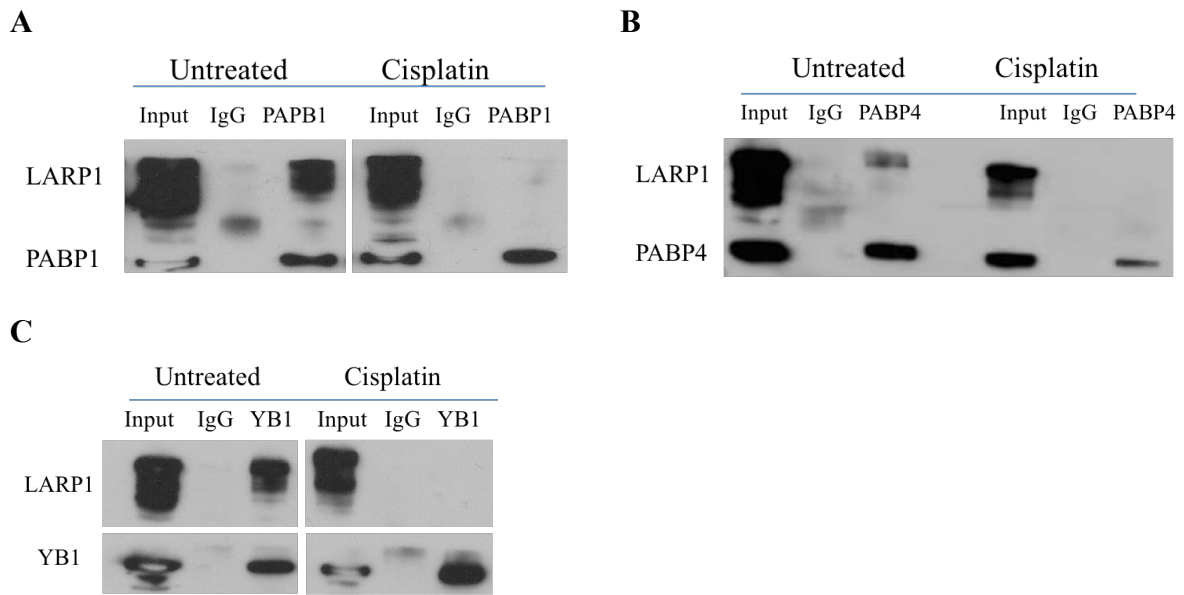 A
Untreated Cisplatin
Input IgG PAPB1 Input IgG PABP1
LARP1
PABP1
B
Untreated Cisplatin
Input IgG PABP4 Input IgG PABP4
LARP1
PABP4
C
Untreated Cisplatin
Input IgG YB1 Input IgG YB1
LARP1
YB1